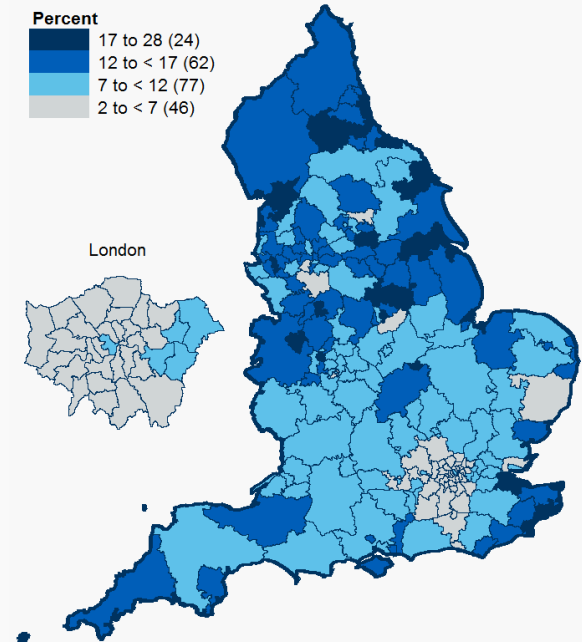 Percent
17 to 28 (24)
12 to < 17 (62)
7 to < 12 (77)
2 to < 7 (46)
London